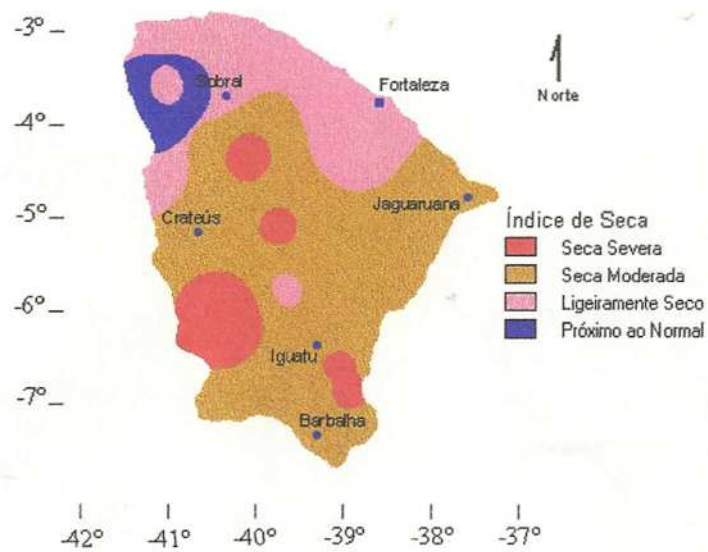 -3°
-4°
-5°
-6°
-7°
Sobral
Fortaleza
Norte
Crateús
Jaguaruana
Iguatu
Barbalha
Índice de Seca
Seca Severa
Seca Moderada
Ligeiramente Seco
Próximo ao Normal
-42°
-41°
-40°
-39°
-38°
-37°